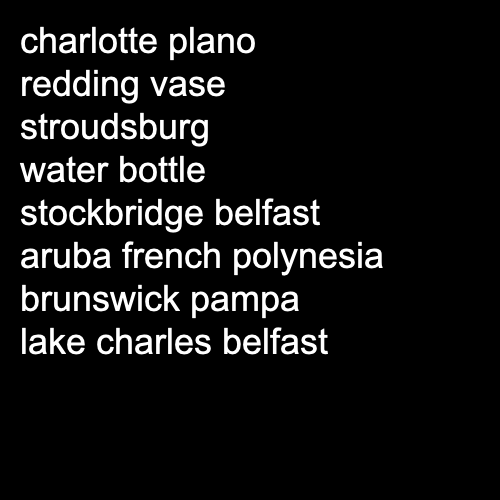 charlotte plano
redding vase
stroudsburg
water bottle
stockbridge belfast
aruba french polynesia
brunswick pampa
lake charles belfast